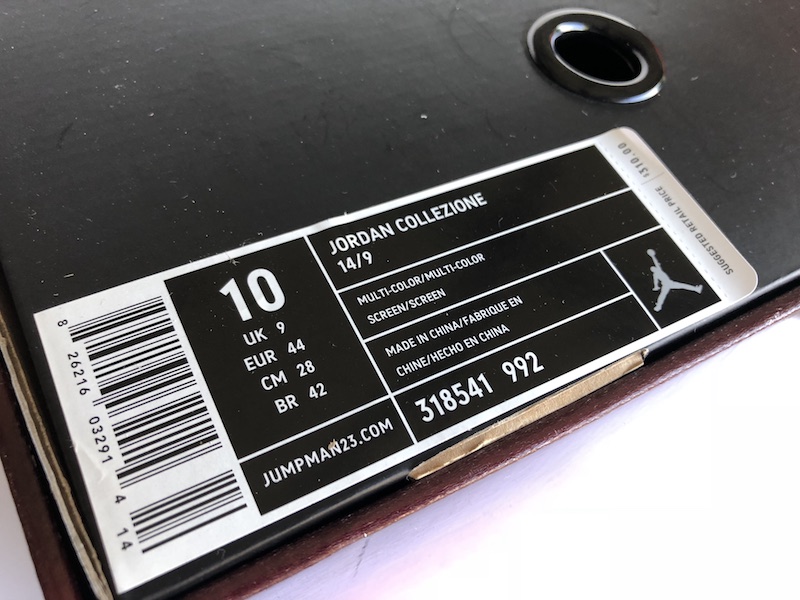 JORDAN COLLEZIONE
14/9
10
UK 9
EUR 44
CM 28
BR 42
MULTI-COLOR/MULTI-COLOR
SCREEN/SCREEN
MADE IN CHINA/FABRIQUE EN
CHINE/HECHO EN CHINA
318541 992
JUMPMAN23.COM
8 26216 03291 4 14
SUGGESTED RETAIL PRICE
$310.00